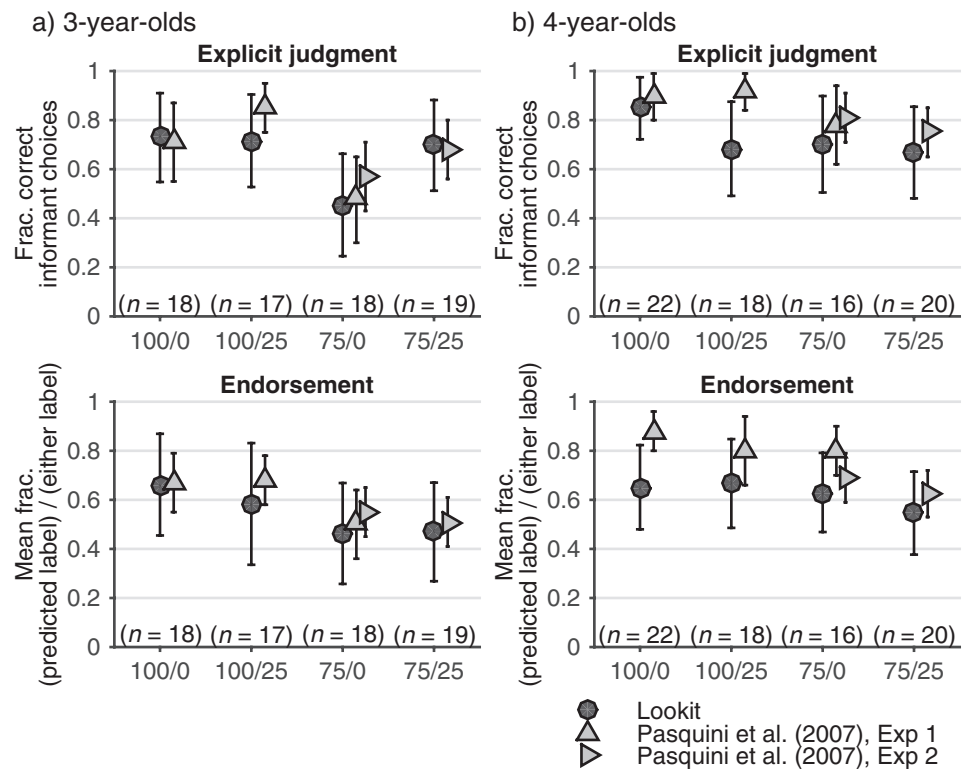 a) 3-year-olds
Explicit judgment
Frac. correct
informant choices
1
0.8
0.6
0.4
0.2
0
(n = 18) (n = 17) (n = 18) (n = 19)
100/0 100/25 75/0 75/25
Endorsement
Mean frac.
(predicted label) / (either label)
1
0.8
0.6
0.4
0.2
0
(n = 18) (n = 17) (n = 18) (n = 19)
100/0 100/25 75/0 75/25
b) 4-year-olds
Explicit judgment
Frac. correct
informant choices
1
0.8
0.6
0.4
0.2
0
(n = 22) (n = 18) (n = 16) (n = 20)
100/0 100/25 75/0 75/25
Endorsement
Mean frac.
(predicted label) / (either label)
1
0.8
0.6
0.4
0.2
0
(n = 22) (n = 18) (n = 16) (n = 20)
100/0 100/25 75/0 75/25
Lookit
Pasquini et al. (2007), Exp 1
Pasquini et al. (2007), Exp 2